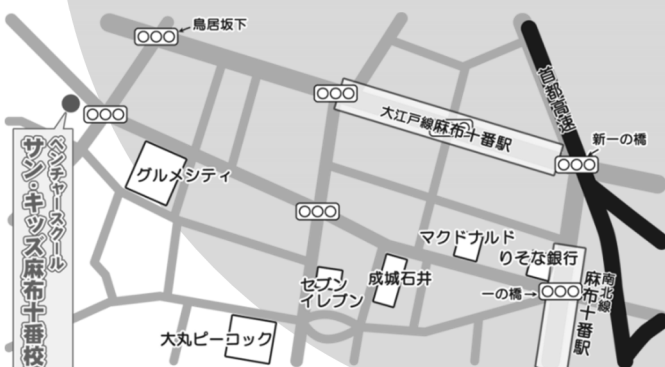 鳥居坂下
首都高速
大江戸線麻布十番駅
新一の橋
ベンチャースクール
サン・キッズ麻布十番校
グルメシティ
マクドナルド
りそな銀行
成城石井
セブン
イレブン
一の橋→
南北線
麻布十番駅
大丸ピーコック